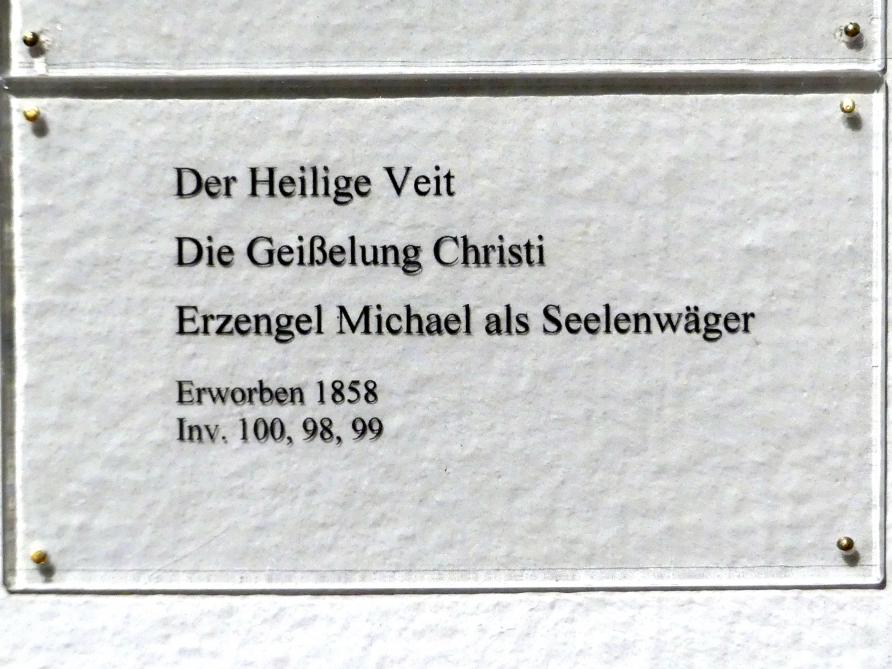 Der Heilige Veit
Die Geißelung Christi
Erzengel Michael als Seelenwäger
Erworben 1858
Inv. 100, 98, 99